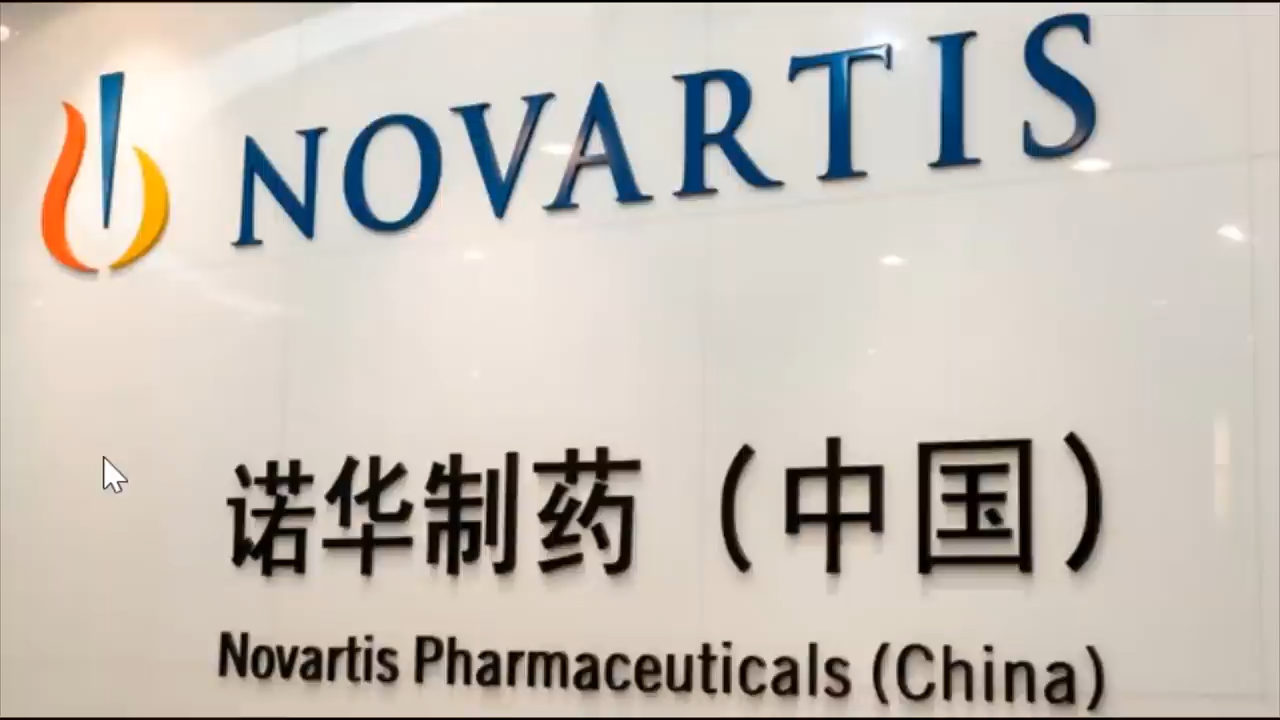 NOVARTIS
诺华制药（中国）
Novartis Pharmaceuticals (China)